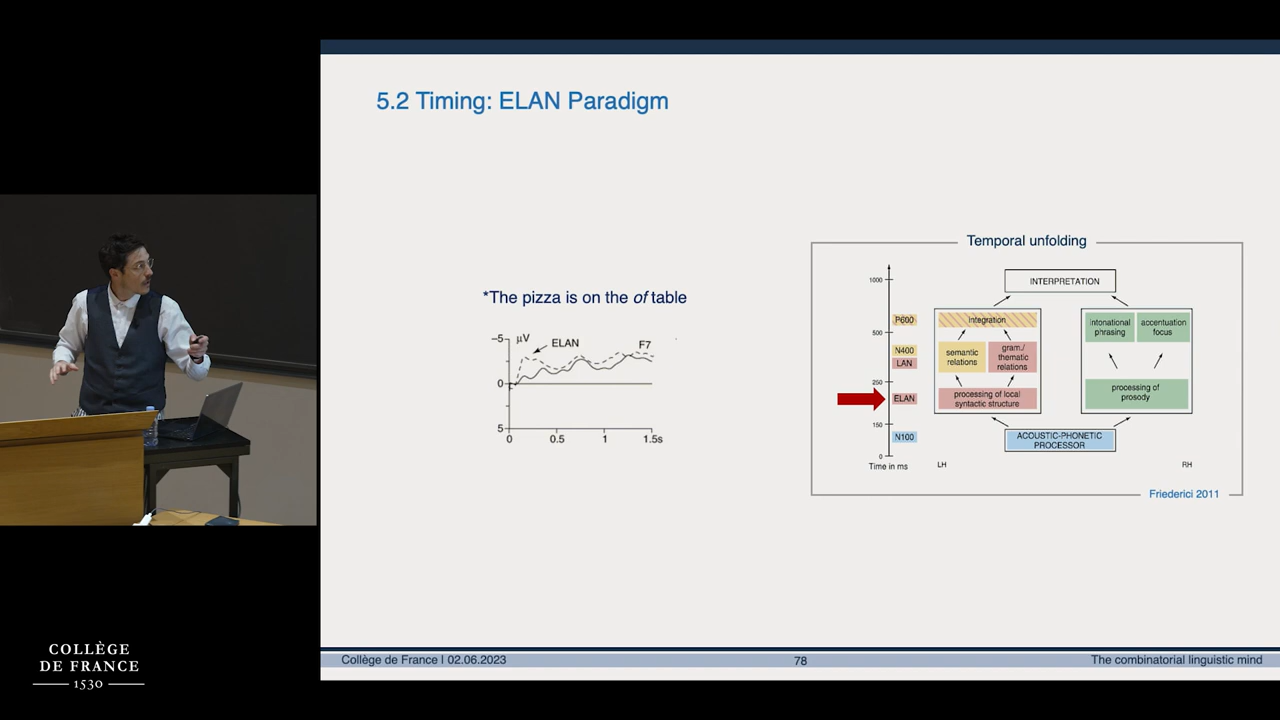 5.2 Timing: ELAN Paradigm
*The pizza is on the of table
-5
µV
ELAN
F7
0
5
0
0.5
1
1.5s
Temporal unfolding
1000
P600
500
N400
LAN
250
ELAN
150
N100
0
Time in ms
INTERPRETATION
integration
semantic
relations
gram./
thematic
relations
processing of local
syntactic structure
intonational
phrasing
accentuation
focus
processing of
prosody
ACOUSTIC-PHONETIC
PROCESSOR
LH
RH
Friederici 2011
COLLÈGE
DE FRANCE
1530
Collège de France I 02.06.2023
78
The combinatorial linguistic mind